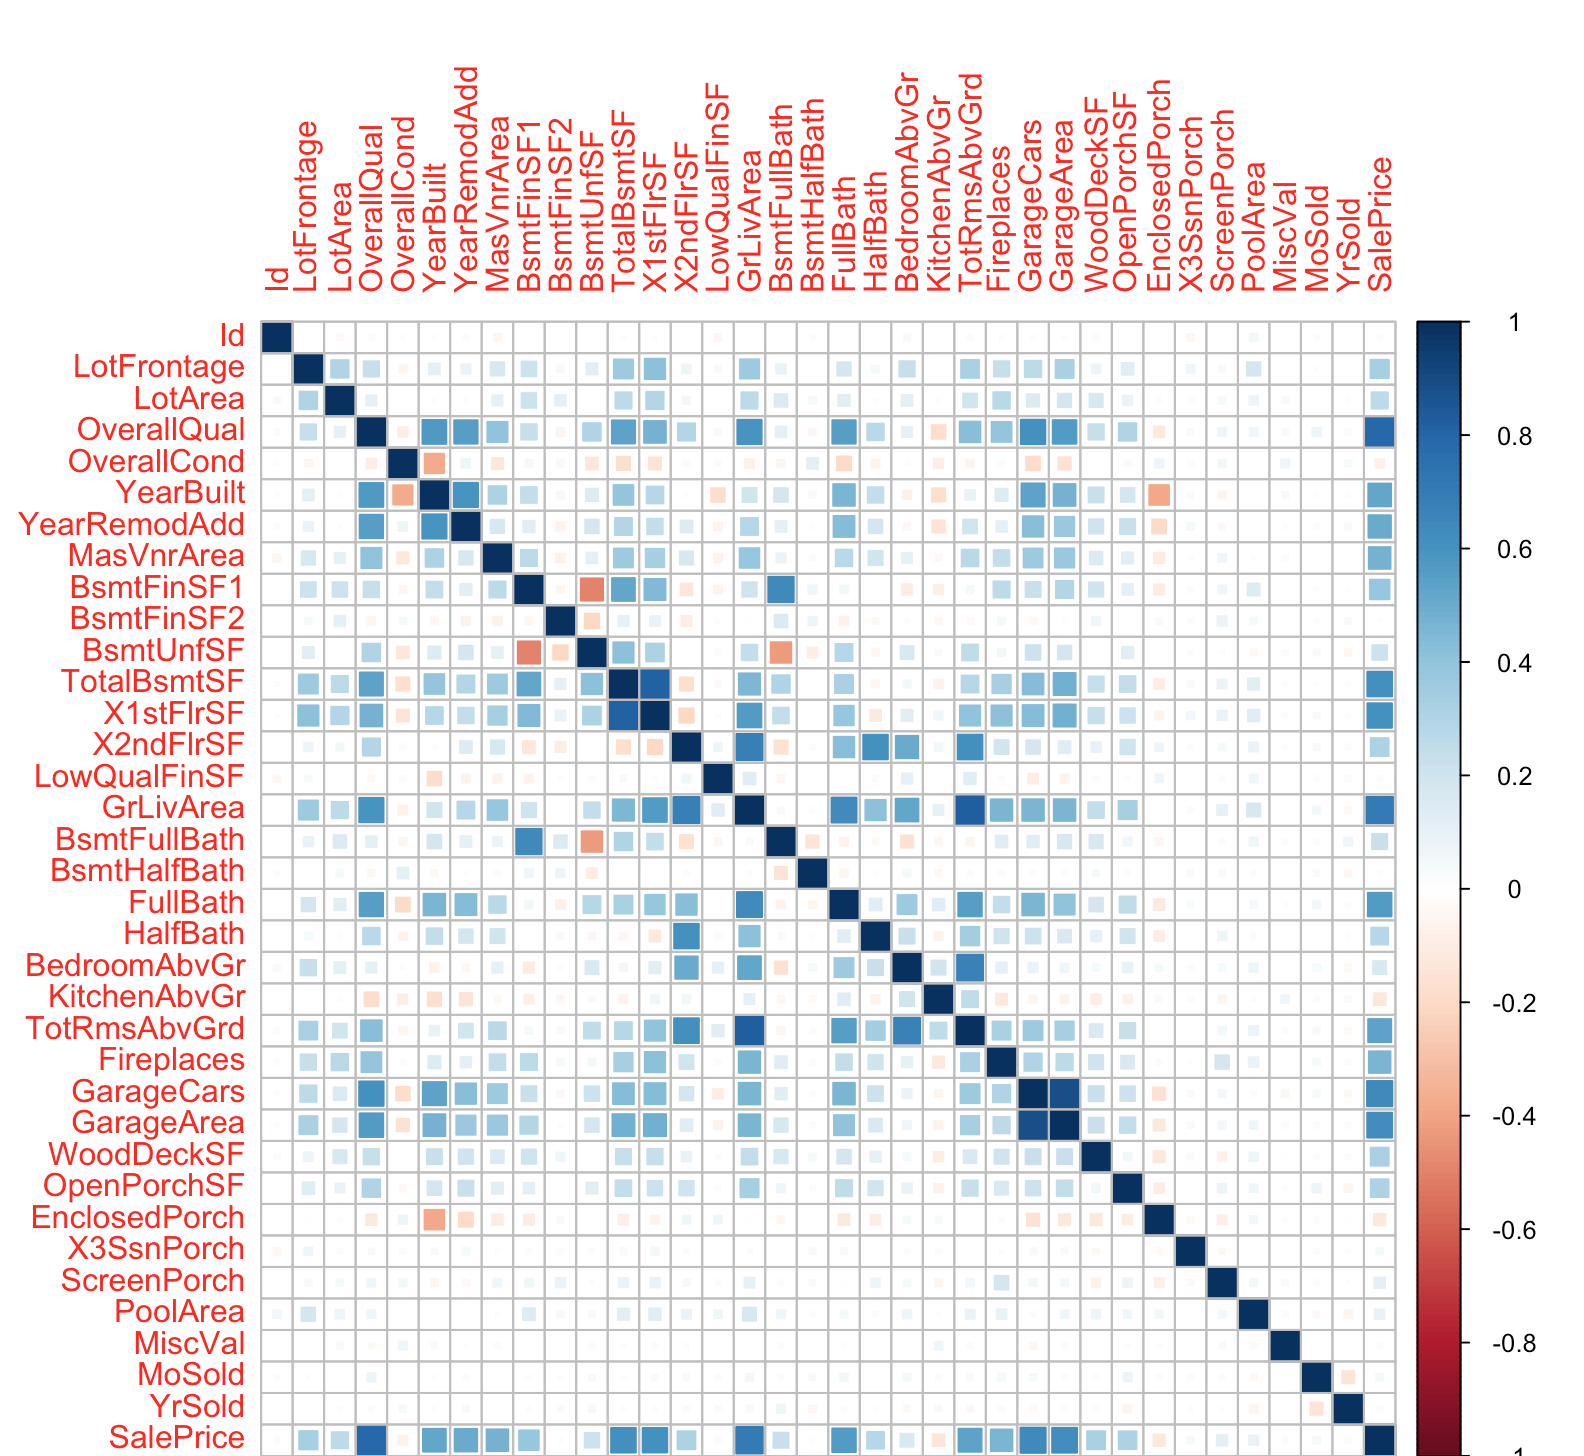 Id
LotFrontage
LotArea
OverallQual
OverallCond
YearBuilt
YearRemodAdd
MasVnrArea
BsmtFinSF1
BsmtFinSF2
BsmtUnfSF
TotalBsmtSF
X1stFlrSF
X2ndFlrSF
LowQualFinSF
GrLivArea
BsmtFullBath
BsmtHalfBath
FullBath
HalfBath
BedroomAbvGr
KitchenAbvGr
TotRmsAbvGrd
Fireplaces
GarageCars
GarageArea
WoodDeckSF
OpenPorchSF
EnclosedPorch
X3SsnPorch
ScreenPorch
PoolArea
MiscVal
MoSold
YrSold
SalePrice
Id
LotFrontage
LotArea
OverallQual
OverallCond
YearBuilt
YearRemodAdd
MasVnrArea
BsmtFinSF1
BsmtFinSF2
BsmtUnfSF
TotalBsmtSF
X1stFlrSF
X2ndFlrSF
LowQualFinSF
GrLivArea
BsmtFullBath
BsmtHalfBath
FullBath
HalfBath
BedroomAbvGr
KitchenAbvGr
TotRmsAbvGrd
Fireplaces
GarageCars
GarageArea
WoodDeckSF
OpenPorchSF
EnclosedPorch
X3SsnPorch
ScreenPorch
PoolArea
MiscVal
MoSold
YrSold
SalePrice
1
0.8
0.6
0.4
0.2
0
-0.2
-0.4
-0.6
-0.8